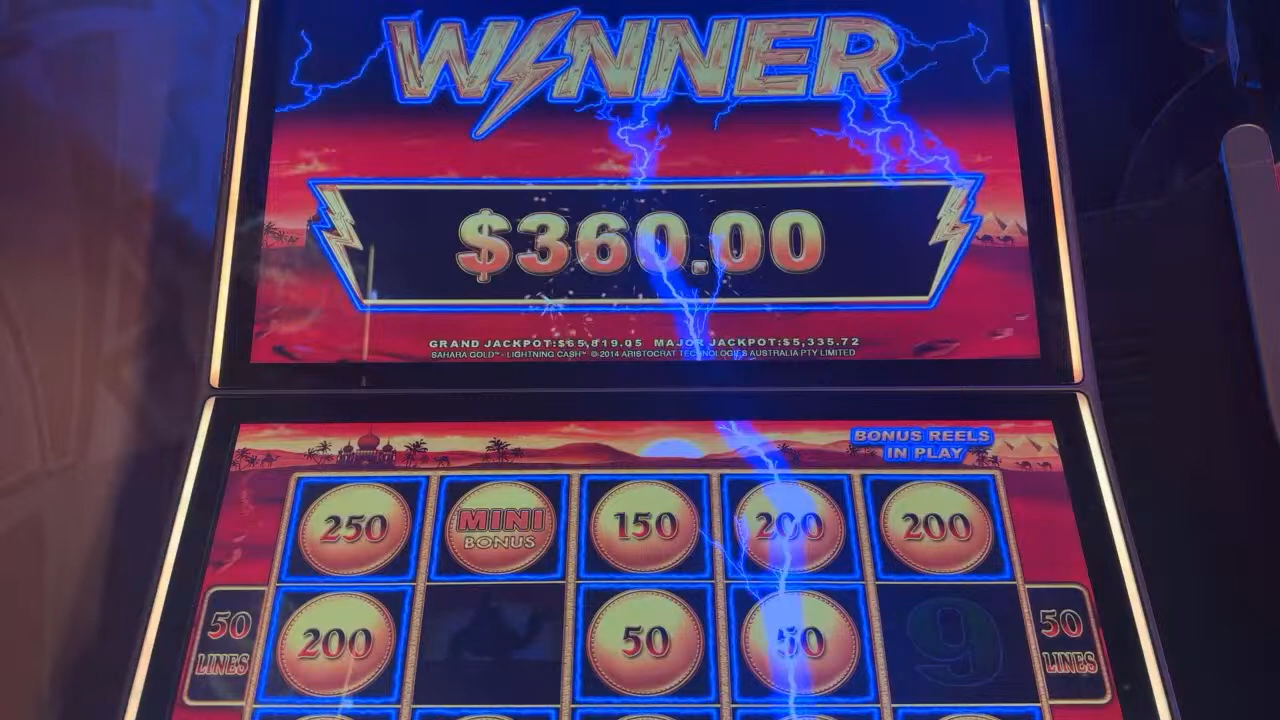 WINNER
$360.00
GRAND JACKPOT:$65,819.05 MAJOR JACKPOT:$5,335.72
SAHARA GOLD™ - LIGHTNING CASH™ © 2014 ARISTOCRAT TECHNOLOGIES AUSTRALIA PTY LIMITED
BONUS REELS
IN PLAY
250
MINI
BONUS
150
200
200
50
LINES
200
50
50
9
50
LINES